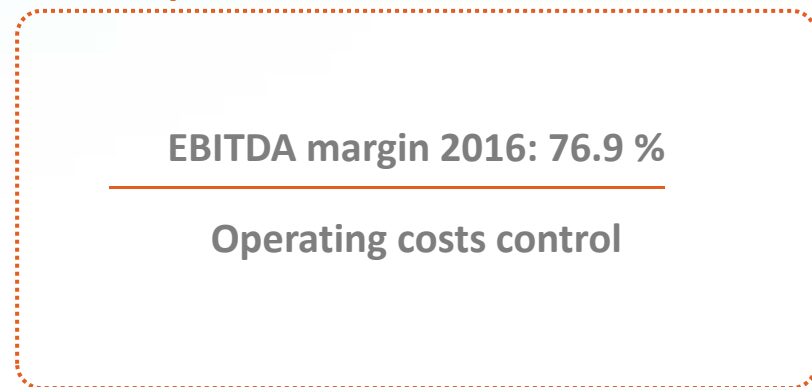 EBITDA margin 2016: 76.9 %
Operating costs control